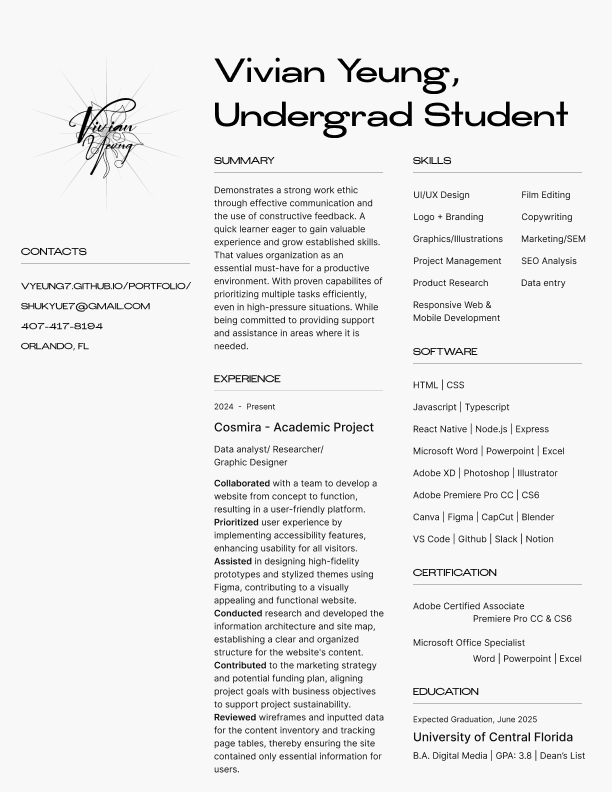 Vivian Yeung,
Undergrad Student
Vivian
Yeung
CONTACTS
VYEUNG7.GITHUB.IO/PORTFOLIO/
SHUKYUE7@GMAIL.COM
407-417-8194
ORLANDO, FL
SUMMARY
Demonstrates a strong work ethic
through effective communication and
the use of constructive feedback. A
quick learner eager to gain valuable
experience and grow established skills.
That values organization as an
essential must-have for a productive
environment. With proven capabilites of
prioritizing multiple tasks efficiently,
even in high-pressure situations. While
being committed to providing support
and assistance in areas where it is
needed.
EXPERIENCE
2024 - Present
Cosmira - Academic Project
Data analyst/ Researcher/
Graphic Designer
Collaborated with a team to develop a
website from concept to function,
resulting in a user-friendly platform.
Prioritized user experience by
implementing accessibility features,
enhancing usability for all visitors.
Assisted in designing high-fidelity
prototypes and stylized themes using
Figma, contributing to a visually
appealing and functional website.
Conducted research and developed the
information architecture and site map,
establishing a clear and organized
structure for the website's content.
Contributed to the marketing strategy
and potential funding plan, aligning
project goals with business objectives
to support project sustainability.
Reviewed wireframes and inputted data
for the content inventory and tracking
page tables, thereby ensuring the site
contained only essential information for
users.
SKILLS
UI/UX Design Film Editing
Logo + Branding Copywriting
Graphics/Illustrations Marketing/SEM
Project Management SEO Analysis
Product Research Data entry
Responsive Web &
Mobile Development
SOFTWARE
HTML | CSS
Javascript | Typescript
React Native | Node.js | Express
Microsoft Word | Powerpoint | Excel
Adobe XD | Photoshop | Illustrator
Adobe Premiere Pro CC | CS6
Canva | Figma | CapCut | Blender
VS Code | Github | Slack | Notion
CERTIFICATION
Adobe Certified Associate
Premiere Pro CC & CS6
Microsoft Office Specialist
Word | Powerpoint | Excel
EDUCATION
Expected Graduation, June 2025
University of Central Florida
B.A. Digital Media | GPA: 3.8 | Dean's List